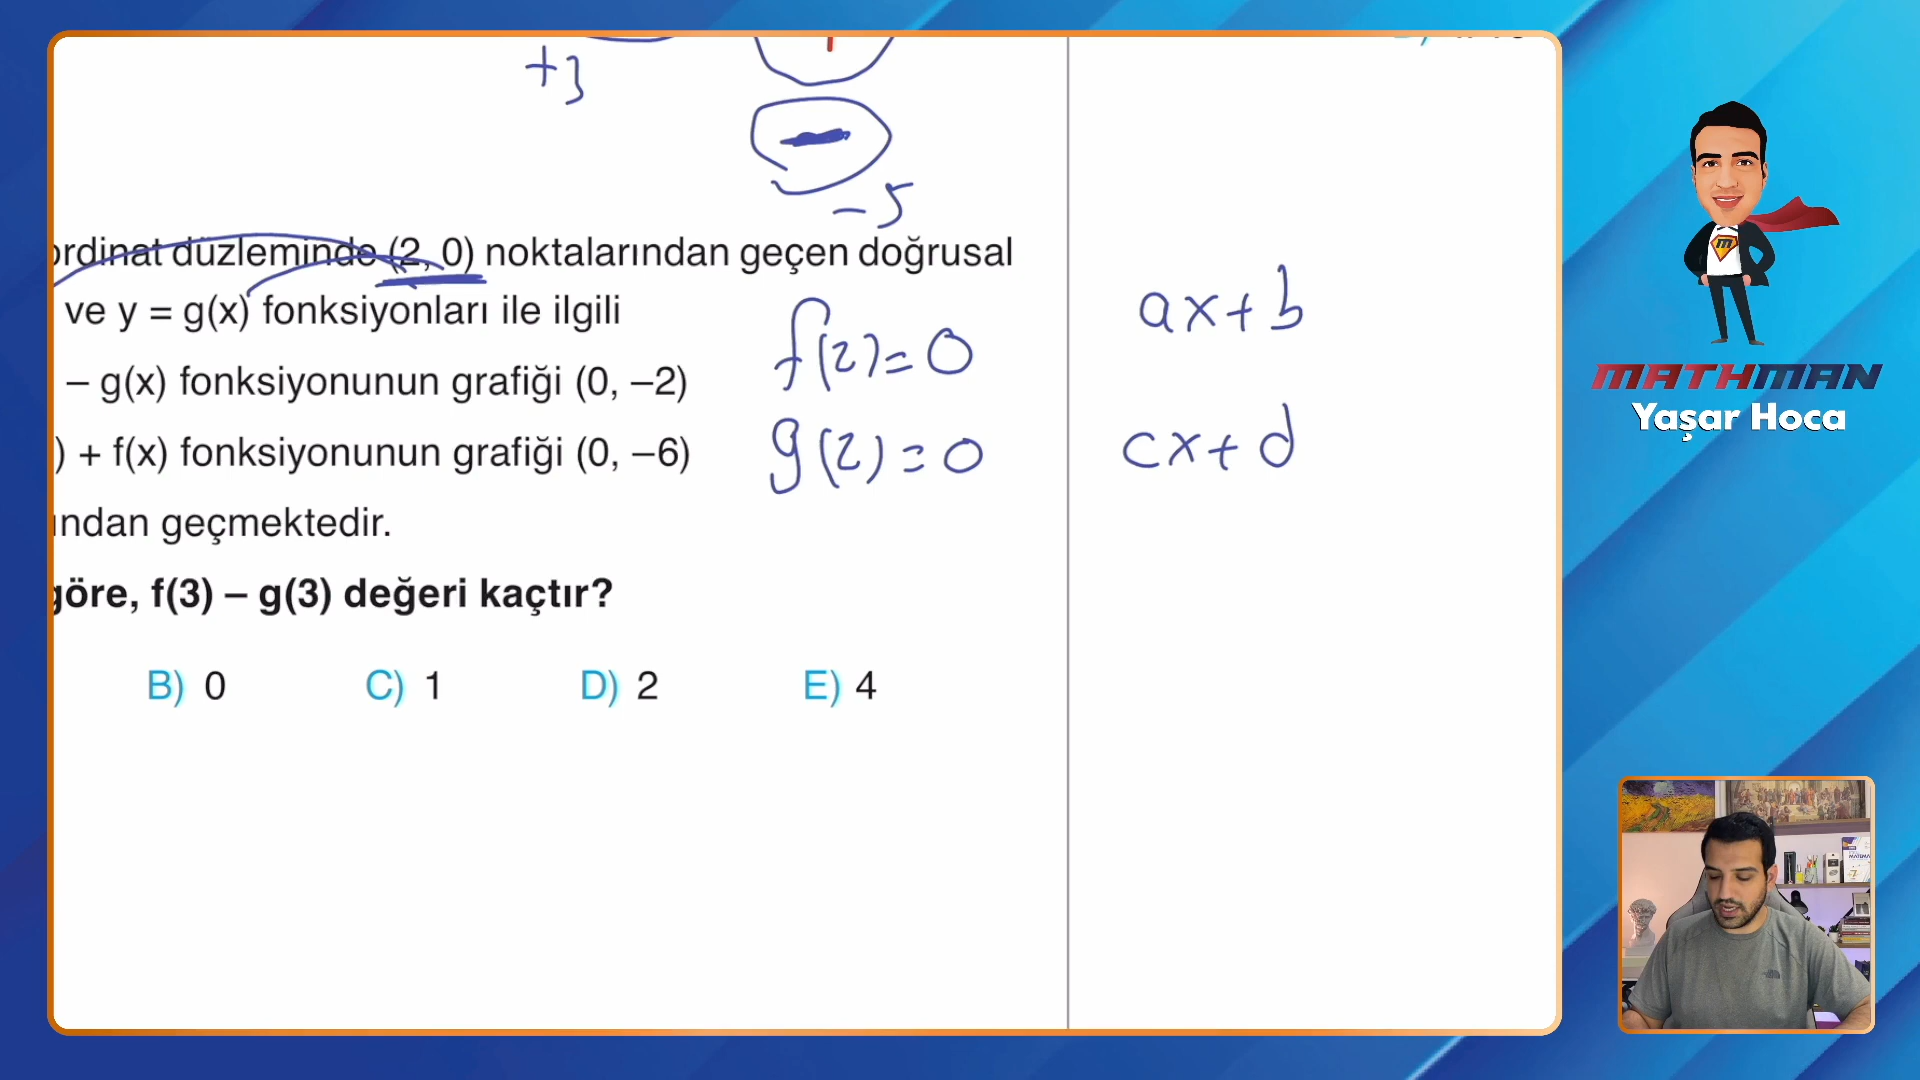 +3
-5
ordinat düzleminde (2, 0) noktalarından geçen doğrusal
ve y = g(x) fonksiyonları ile ilgili
– g(x) fonksiyonunun grafiği (0, –2)
) + f(x) fonksiyonunun grafiği (0, –6)
ndan geçmektedir.
göre, f(3) – g(3) değeri kaçtır?
B) 0 C) 1 D) 2 E) 4
f(2)=0
g(2)=0
ax+b
cx+d
MATHMAN
Yaşar Hoca